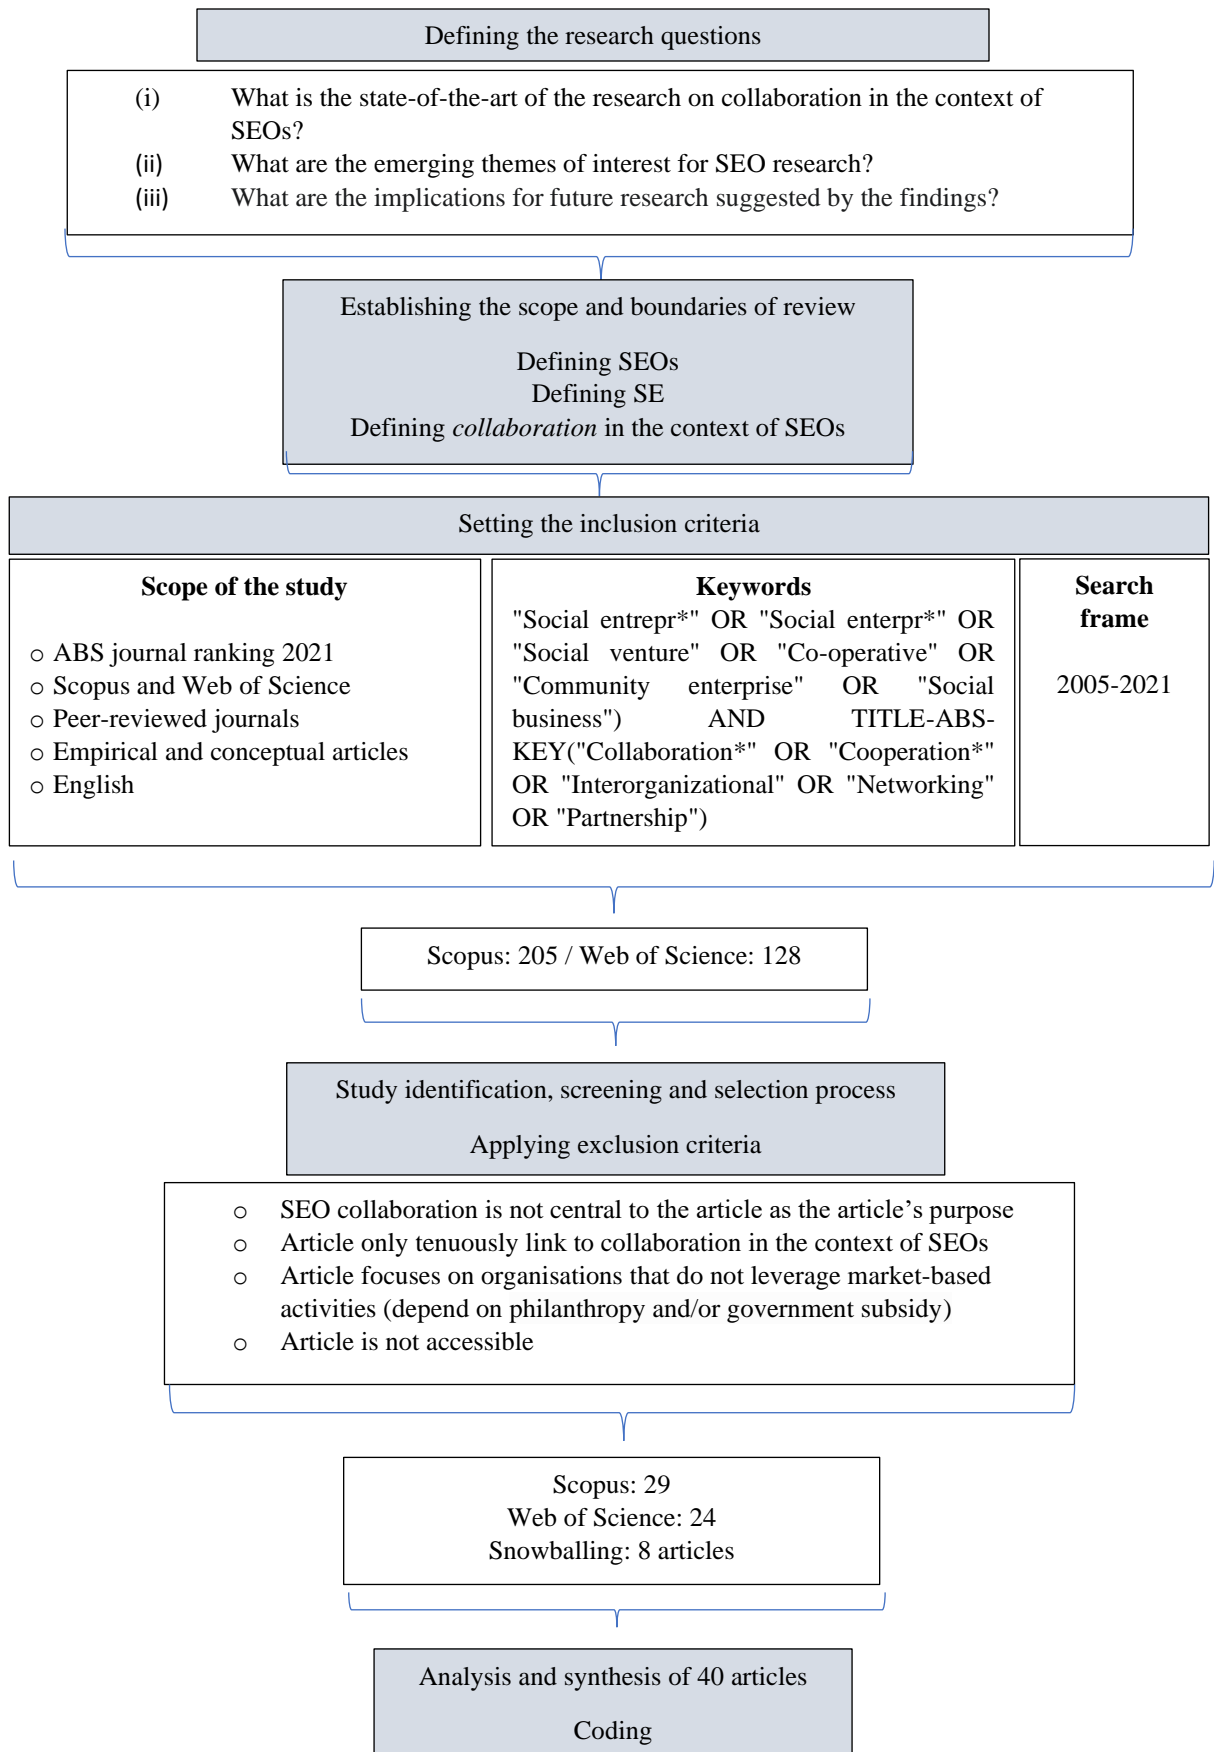 Defining the research questions
(i) What is the state-of-the-art of the research on collaboration in the context of
SEOs?
(ii) What are the emerging themes of interest for SEO research?
(iii) What are the implications for future research suggested by the findings?
Establishing the scope and boundaries of review
Defining SEOs
Defining SE
Defining collaboration in the context of SEOs
Setting the inclusion criteria
Scope of the study
o ABS journal ranking 2021
o Scopus and Web of Science
o Peer-reviewed journals
o Empirical and conceptual articles
o English
Keywords
"Social entrepr*" OR "Social enterpr*" OR
"Social venture" OR "Co-operative" OR
"Community enterprise" OR "Social
business") AND TITLE-ABS-
KEY("Collaboration*" OR "Cooperation*"
OR "Interorganizational" OR "Networking"
OR "Partnership")
Search
frame
2005-2021
Scopus: 205 / Web of Science: 128
Study identification, screening and selection process
Applying exclusion criteria
o SEO collaboration is not central to the article as the article’s purpose
o Article only tenuously link to collaboration in the context of SEOs
o Article focuses on organisations that do not leverage market-based
activities (depend on philanthropy and/or government subsidy)
o Article is not accessible
Scopus: 29
Web of Science: 24
Snowballing: 8 articles
Analysis and synthesis of 40 articles
Coding